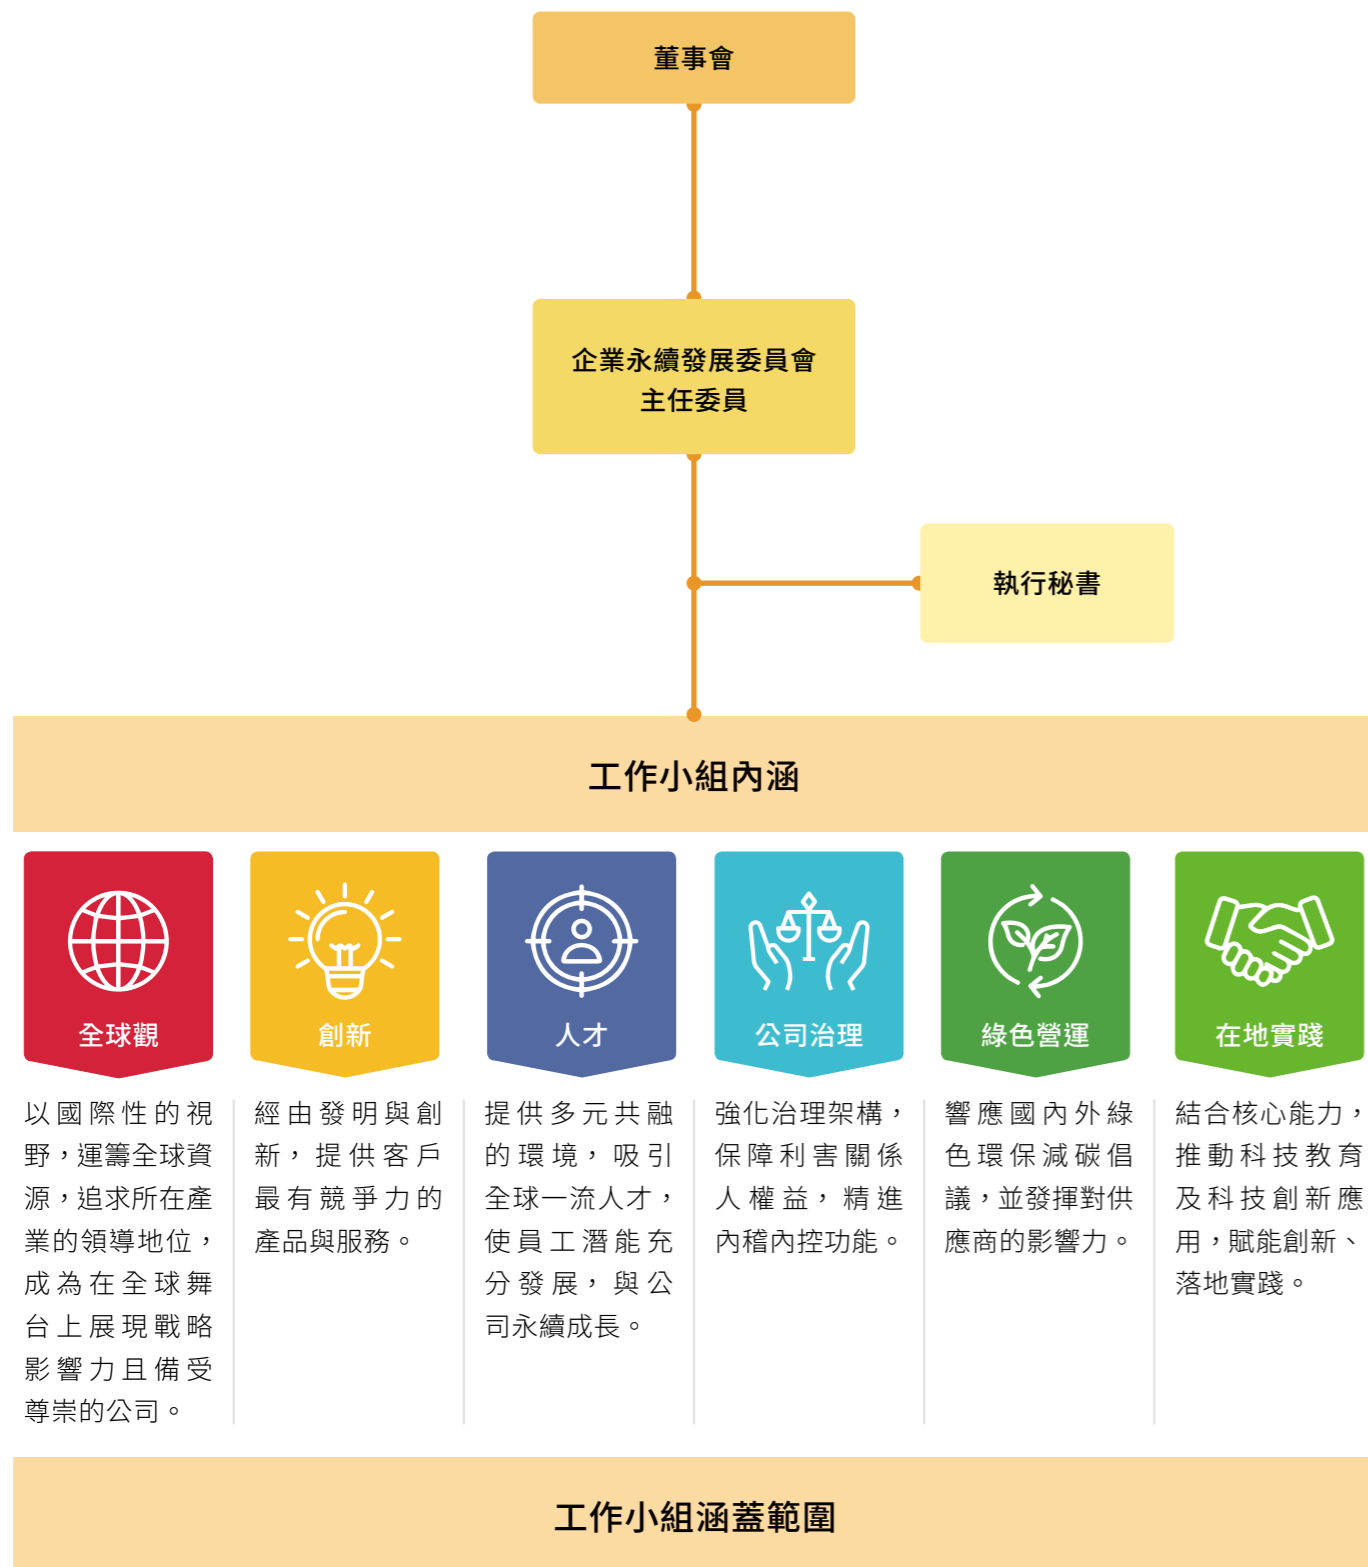 董事會
企業永續發展委員會
主任委員
執行秘書
工作小組內涵
全球觀
以國際性的視
野，運籌全球資
源，追求所在產
業的領導地位，
成為在全球舞
台上展現戰略
影響力且備受
尊崇的公司。
創新
經由發明與創
新，提供客戶
最有競爭力的
產品與服務。
人才
提供多元共融
的環境，吸引
全球一流人才，
使員工潛能充
分發展，與公
司永續成長。
公司治理
強化治理架構，
保障利害關係
人權益，精進
內稽內控功能。
綠色營運
響應國內外綠
色環保減碳倡
議，並發揮對供
應商的影響力。
在地實踐
結合核心能力，
推動科技教育
及科技創新應
用，賦能創新、
落地實踐。
工作小組涵蓋範圍